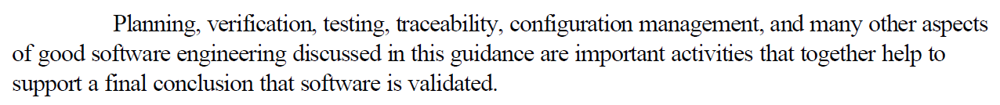 Planning, verification, testing, traceability, configuration management, and many other aspects
of good software engineering discussed in this guidance are important activities that together help to
support a final conclusion that software is validated.